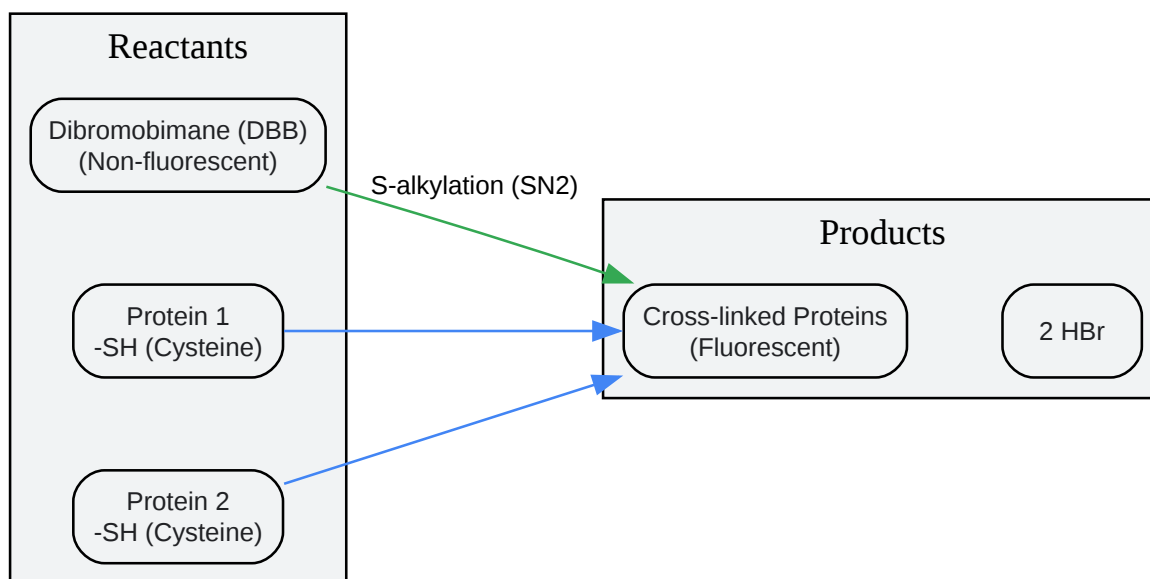 Reactants
Dibromobimane (DBB)
(Non-fluorescent)
S-alkylation (SN2)
Protein 1
-SH (Cysteine)
Protein 2
-SH (Cysteine)
Products
Cross-linked Proteins
(Fluorescent)
2 HBr